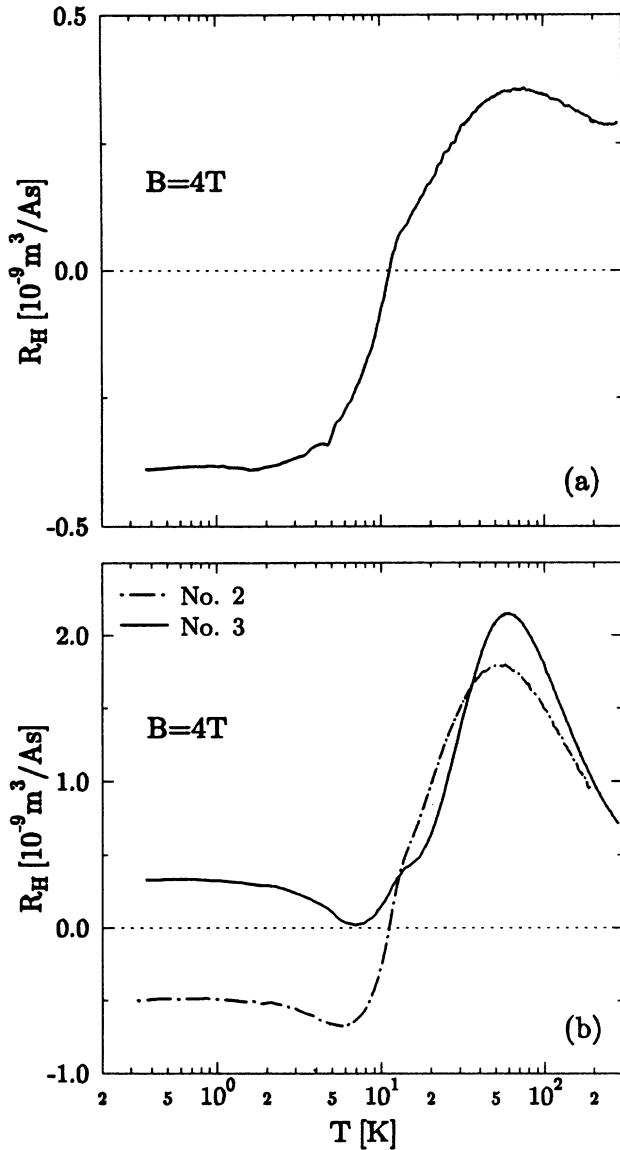 0.5
B=4T
0.0
R_H [10^-9 m^3/As]
(a)
-0.5
No. 2
No. 3
2.0
B=4T
1.0
R_H [10^-9 m^3/As]
0.0
(b)
-1.0
2 5 10^0 2 5 10^1 2 5 10^2 2
T [K]